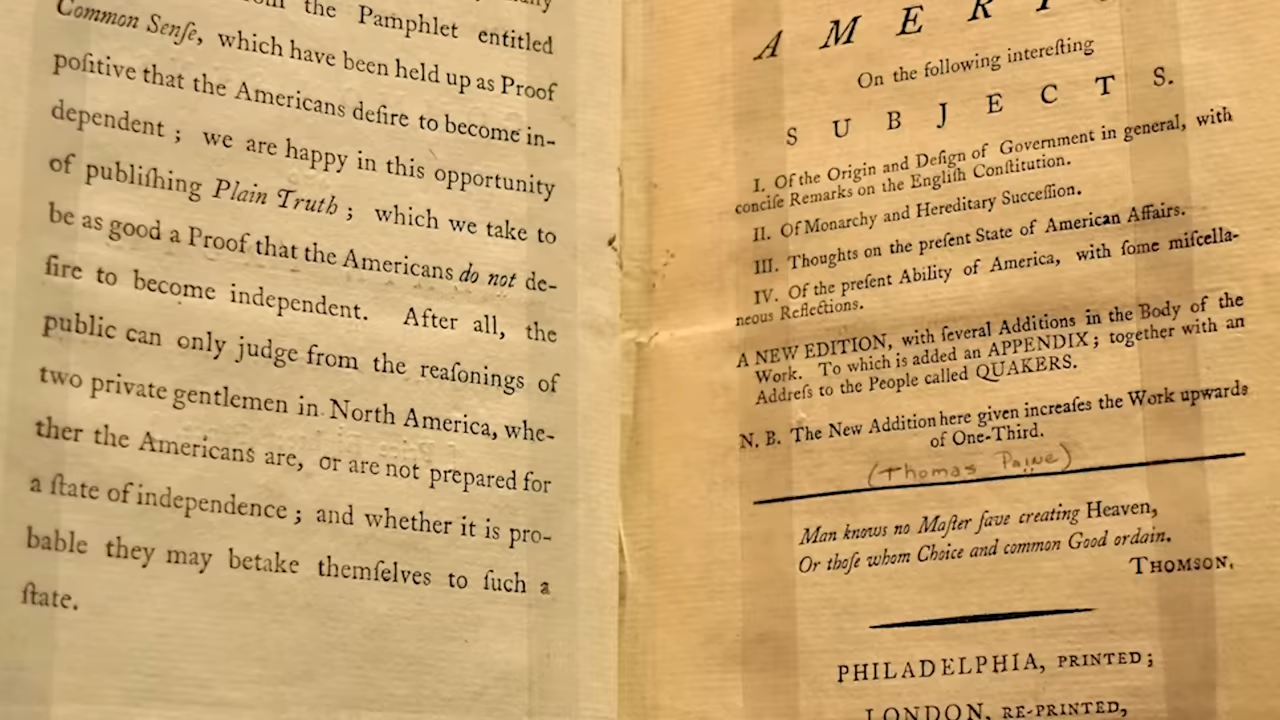 the Pamphlet entitled
Common Senſe, which have been held up as Proof
poſitive that the Americans deſire to become in-
dependent ; we are happy in this opportunity
of publiſhing Plain Truth ; which we take to
be as good a Proof that the Americans do not de-
ſire to become independent. After all, the
public can only judge from the reaſonings of
two private gentlemen in North America, whe-
ther the Americans are, or are not prepared for
a ſtate of independence ; and whether it is pro-
bable they may betake themſelves to ſuch a
ſtate.
A M E R
On the following intereſting
S U B J E C T S.
I. Of the Origin and Deſign of Government in general, with
conciſe Remarks on the Engliſh Conſtitution.
II. Of Monarchy and Hereditary Succeſſion.
III. Thoughts on the preſent State of American Affairs.
IV. Of the preſent Ability of America, with ſome miſcella-
neous Reflections.
A NEW EDITION, with ſeveral Additions in the Body of the
Work. To which is added an APPENDIX ; together with an
Addreſs to the People called QUAKERS.
N. B. The New Addition here given increaſes the Work upwards
of One-Third.
(Thomas Paine)
Man knows no Maſter ſave creating Heaven,
Or thoſe whom Choice and common Good ordain.
THOMSON.
PHILADELPHIA, PRINTED ;
LONDON, RE-PRINTED,